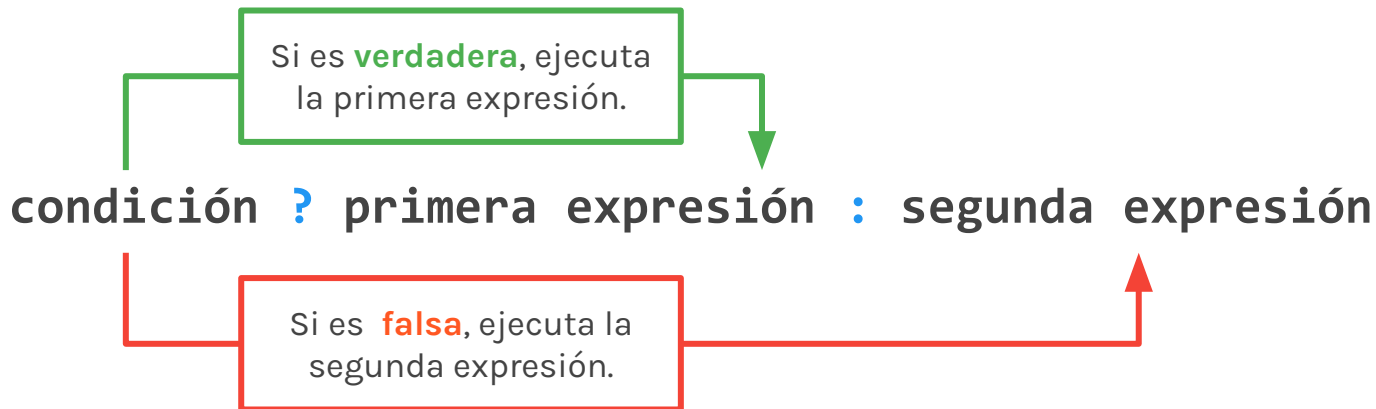 Si es verdadera, ejecuta
la primera expresión.
condición ? primera expresión : segunda expresión
Si es falsa, ejecuta la
segunda expresión.